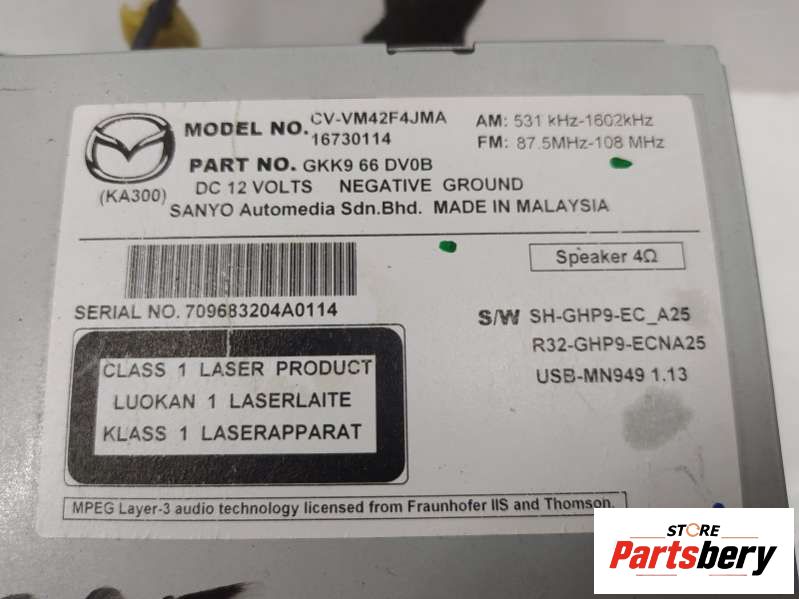 MODEL NO. CV-VM42F4JMA
16730114
AM: 531 kHz-1602kHz
FM: 87.5MHz-108 MHz
PART NO. GKK9 66 DV0B
(KA300)
DC 12 VOLTS NEGATIVE GROUND
SANYO Automedia Sdn.Bhd. MADE IN MALAYSIA
Speaker 4Ω
SERIAL NO. 709683204A0114
S/W SH-GHP9-EC_A25
R32-GHP9-ECNA25
USB-MN949 1.13
CLASS 1 LASER PRODUCT
LUOKAN 1 LASERLAITE
KLASS 1 LASERAPPARAT
MPEG Layer-3 audio technology licensed from Fraunhofer IIS and Thomson.
STORE
Partsbery